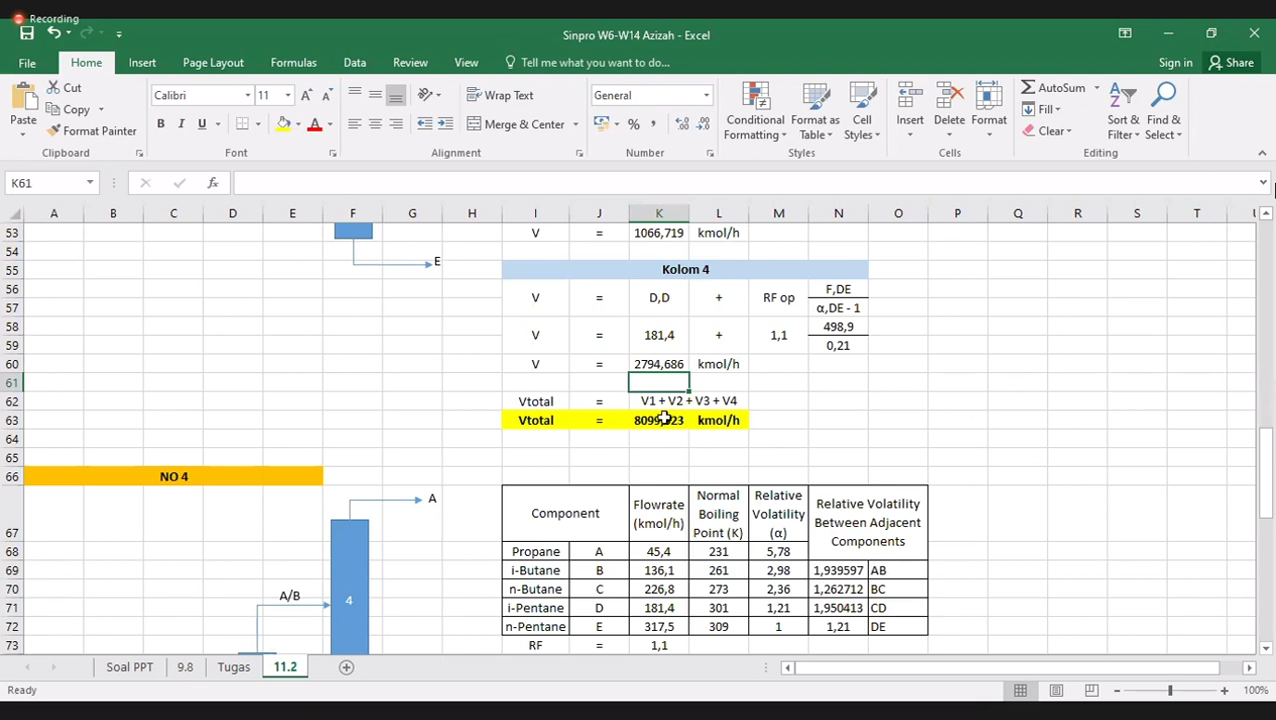 Recording
Sinpro W6-W14 Azizah - Excel
File Home Insert Page Layout Formulas Data Review View Tell me what you want to do... Sign in Share
Paste Cut Copy Format Painter
Calibri 11 Wrap Text General Conditional Formatting Format as Table Cell Styles Insert Delete Format AutoSum Fill Clear Sort & Filter Find & Select
B I U A Merge & Center %
Clipboard Font Alignment Number Styles Cells Editing
K61 fx
A B C D E F G H I J K L M N O P Q R S T U
53 V = 1066,719 kmol/h
54 E
55 Kolom 4
56 V = D,D + RF op F,DE
57 α,DE - 1
58 V = 181,4 + 1,1 498,9
59 0,21
60 V = 2794,686 kmol/h
61
62 Vtotal = V1 + V2 + V3 + V4
63 Vtotal = kmol/h
64
65
66 NO 4
A
67 Component Flowrate (kmol/h) Normal Boiling Point (K) Relative Volatility (α) Relative Volatility Between Adjacent Components
68 Propane A 45,4 231 5,78
69 i-Butane B 136,1 261 2,98 1,939597 AB
70 n-Butane C 226,8 273 2,36 1,262712 BC
71 A/B 4 i-Pentane D 181,4 301 1,21 1,950413 CD
72 n-Pentane E 317,5 309 1 1,21 DE
73 RF = 1,1
Soal PPT 9.8 Tugas 11.2
Ready 100%